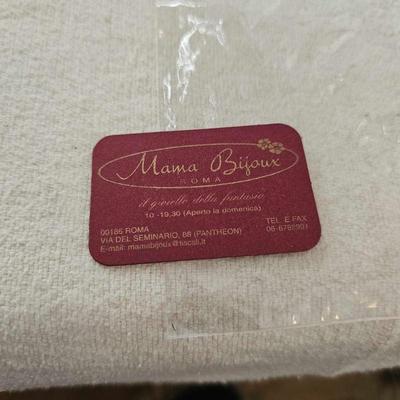 Mama Bijoux
ROMA
il gioiello della fantasia
10 -19,30 (Aperto la domenica)
00186 ROMA
VIA DEL SEMINARIO, 88 (PANTHEON)
E-mail: mamabijoux@tiscali.it
TEL. E FAX